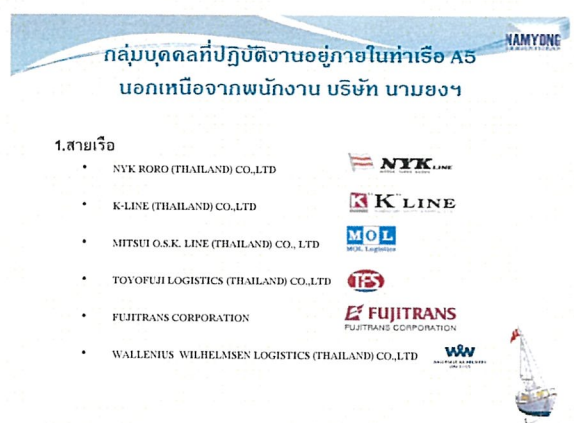 NAMYONG
กลุ่มบุคคลที่ปฏิบัติงานอยู่ภายในท่าเรือ A5
นอกเหนือจากพนักงาน บริษัท นามยงฯ
1.สายเรือ
• NYK RORO (THAILAND) CO.,LTD
NYK LINE
• K-LINE (THAILAND) CO.,LTD
K "K" LINE
• MITSUI O.S.K. LINE (THAILAND) CO., LTD
MOL
MOL Logistics
• TOYOFUJI LOGISTICS (THAILAND) CO.,LTD
TFS
• FUJITRANS CORPORATION
FUJITRANS
FUJITRANS CORPORATION
• WALLENIUS WILHELMSEN LOGISTICS (THAILAND) CO.,LTD
WW